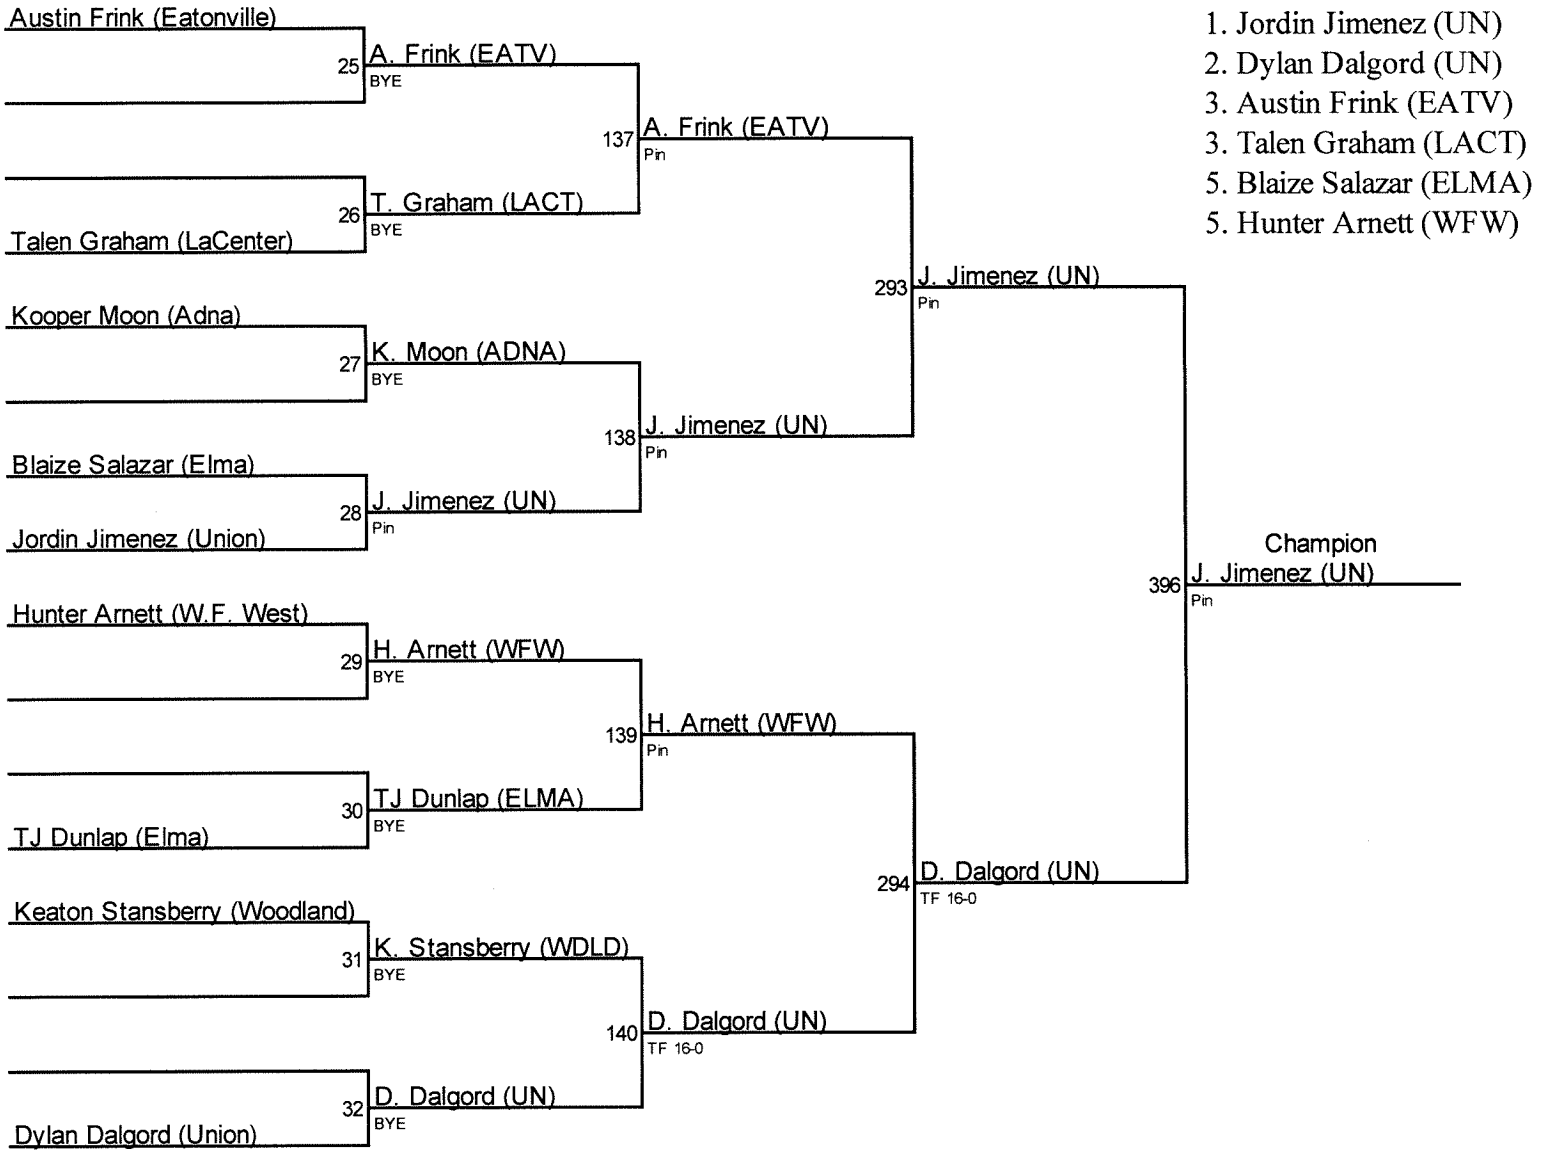 Austin Frink (Eatonville)
25
A. Frink (EATV)
BYE
137
A. Frink (EATV)
Pin
26
T. Graham (LACT)
BYE
Talen Graham (LaCenter)
293
J. Jimenez (UN)
Pin
Kooper Moon (Adna)
27
K. Moon (ADNA)
BYE
138
J. Jimenez (UN)
Pin
Blaize Salazar (Elma)
28
J. Jimenez (UN)
Pin
Jordin Jimenez (Union)
Champion
396
J. Jimenez (UN)
Pin
Hunter Arnett (W.F. West)
29
H. Arnett (WFW)
BYE
139
H. Arnett (WFW)
Pin
30
TJ Dunlap (ELMA)
BYE
TJ Dunlap (Elma)
294
D. Dalgord (UN)
TF 16-0
Keaton Stansberry (Woodland)
31
K. Stansberry (WDLD)
BYE
140
D. Dalgord (UN)
TF 16-0
32
D. Dalgord (UN)
BYE
Dylan Dalgord (Union)
1. Jordin Jimenez (UN)
2. Dylan Dalgord (UN)
3. Austin Frink (EATV)
3. Talen Graham (LACT)
5. Blaize Salazar (ELMA)
5. Hunter Arnett (WFW)